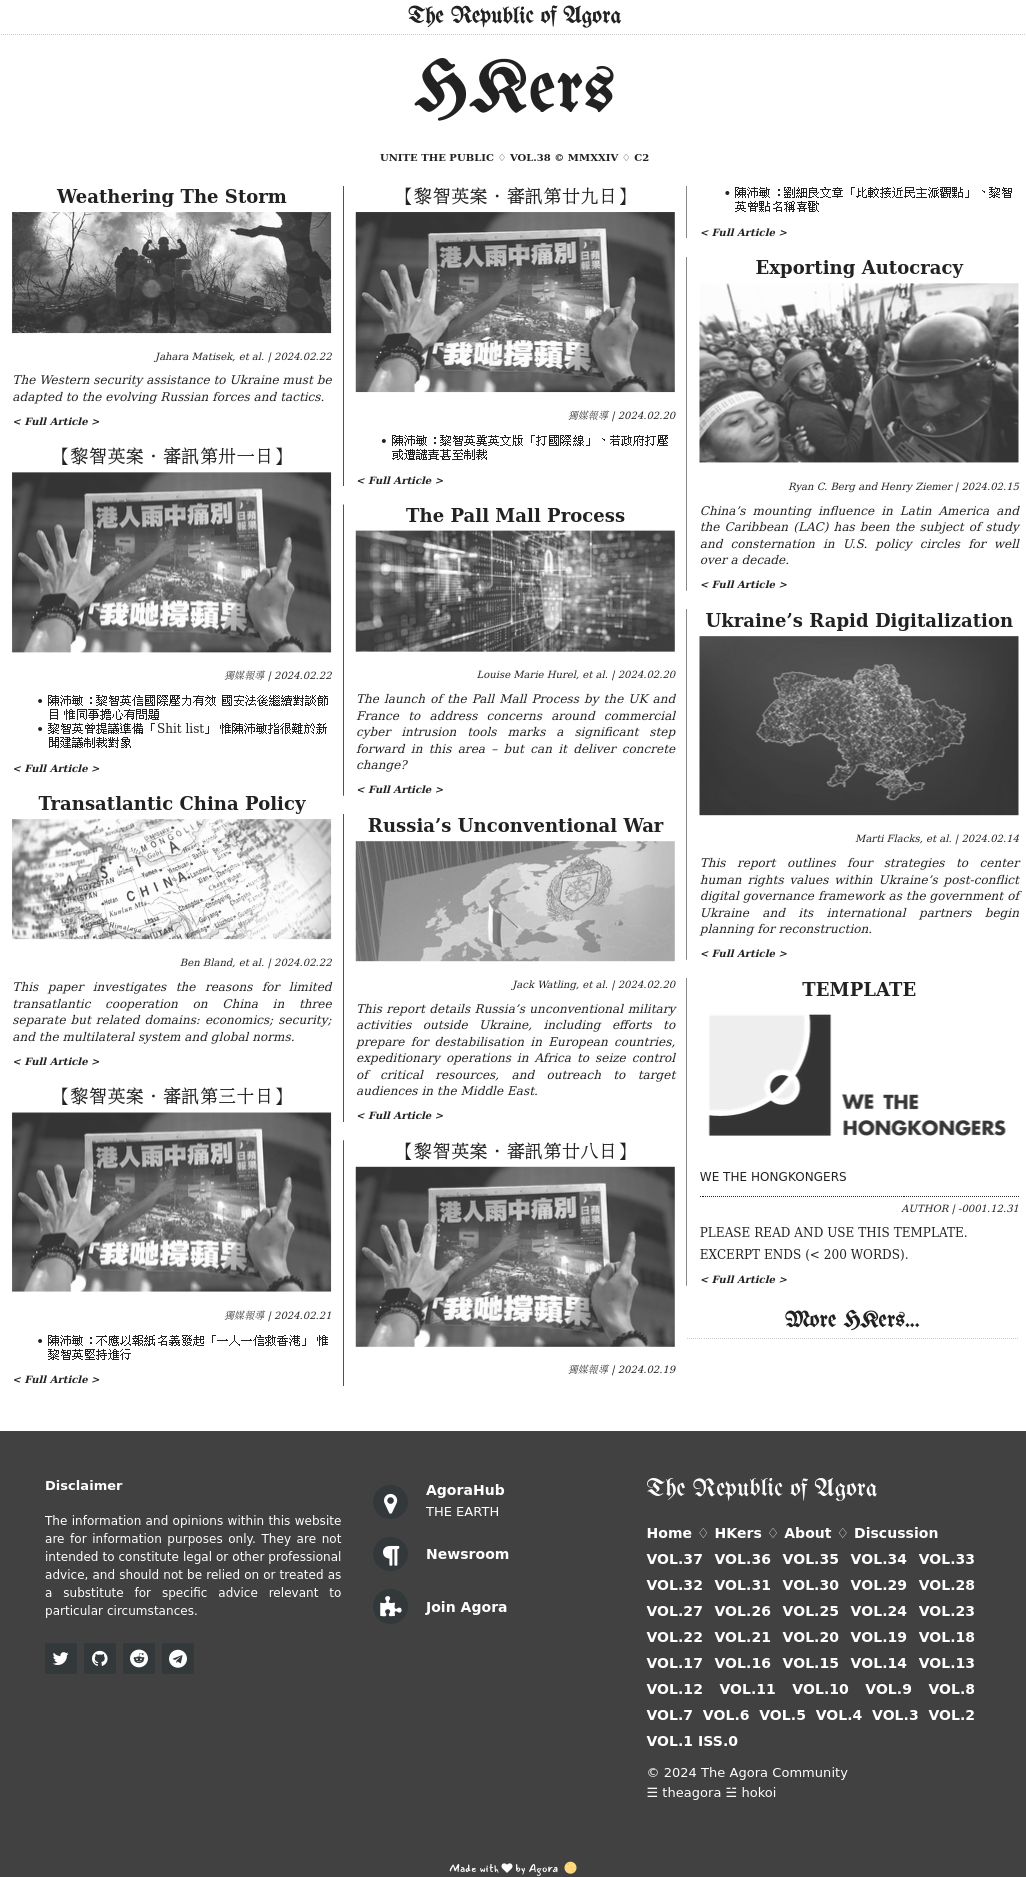 The Republic of Agora
HKers
UNITE THE PUBLIC ♢ VOL.38 © MMXXIV ♢ C2
Weathering The Storm
Jahara Matisek, et al. | 2024.02.22
The Western security assistance to Ukraine must be
adapted to the evolving Russian forces and tactics.
< Full Article >
【黎智英案・審訊第卅一日】
港人雨中痛別
蘋果日報
「我哋撐蘋果
獨媒報導 | 2024.02.22
• 陳沛敏：黎智英信國際壓力有效 國安法後繼續對談節
目 惟同事擔心有問題
• 黎智英曾提議準備「Shit list」 惟陳沛敏指很難於新
聞建議制裁對象
< Full Article >
Transatlantic China Policy
ASIA
MONGOLIA
CHINA
Ben Bland, et al. | 2024.02.22
This paper investigates the reasons for limited
transatlantic cooperation on China in three
separate but related domains: economics; security;
and the multilateral system and global norms.
< Full Article >
【黎智英案・審訊第三十日】
港人雨中痛別
蘋果日報
「我哋撐蘋果
獨媒報導 | 2024.02.21
• 陳沛敏：不應以報紙名義發起「一人一信救香港」 惟
黎智英堅持進行
< Full Article >
【黎智英案・審訊第廿九日】
港人雨中痛別
蘋果日報
「我哋撐蘋果
獨媒報導 | 2024.02.20
• 陳沛敏：黎智英冀英文版「打國際線」、若政府打壓
或遭譴責甚至制裁
< Full Article >
The Pall Mall Process
Louise Marie Hurel, et al. | 2024.02.20
The launch of the Pall Mall Process by the UK and
France to address concerns around commercial
cyber intrusion tools marks a significant step
forward in this area – but can it deliver concrete
change?
< Full Article >
Russia’s Unconventional War
Jack Watling, et al. | 2024.02.20
This report details Russia’s unconventional military
activities outside Ukraine, including efforts to
prepare for destabilisation in European countries,
expeditionary operations in Africa to seize control
of critical resources, and outreach to target
audiences in the Middle East.
< Full Article >
【黎智英案・審訊第廿八日】
港人雨中痛別
蘋果日報
「我哋撐蘋果
獨媒報導 | 2024.02.19
• 陳沛敏：劉細良文章「比較接近民主派觀點」、黎智
英曾點名稱喜歡
< Full Article >
Exporting Autocracy
Ryan C. Berg and Henry Ziemer | 2024.02.15
China’s mounting influence in Latin America and
the Caribbean (LAC) has been the subject of study
and consternation in U.S. policy circles for well
over a decade.
< Full Article >
Ukraine’s Rapid Digitalization
Marti Flacks, et al. | 2024.02.14
This report outlines four strategies to center
human rights values within Ukraine’s post-conflict
digital governance framework as the government of
Ukraine and its international partners begin
planning for reconstruction.
< Full Article >
TEMPLATE
WE THE
HONGKONGERS
WE THE HONGKONGERS
AUTHOR | -0001.12.31
PLEASE READ AND USE THIS TEMPLATE.
EXCERPT ENDS (< 200 WORDS).
< Full Article >
More HKers...
Disclaimer
The information and opinions within this website
are for information purposes only. They are not
intended to constitute legal or other professional
advice, and should not be relied on or treated as
a substitute for specific advice relevant to
particular circumstances.
AgoraHub
THE EARTH
Newsroom
Join Agora
The Republic of Agora
Home ♢ HKers ♢ About ♢ Discussion
VOL.37 VOL.36 VOL.35 VOL.34 VOL.33
VOL.32 VOL.31 VOL.30 VOL.29 VOL.28
VOL.27 VOL.26 VOL.25 VOL.24 VOL.23
VOL.22 VOL.21 VOL.20 VOL.19 VOL.18
VOL.17 VOL.16 VOL.15 VOL.14 VOL.13
VOL.12 VOL.11 VOL.10 VOL.9 VOL.8
VOL.7 VOL.6 VOL.5 VOL.4 VOL.3 VOL.2
VOL.1 ISS.0
© 2024 The Agora Community
☰ theagora ☱ hokoi
Made with ♥ by Agora